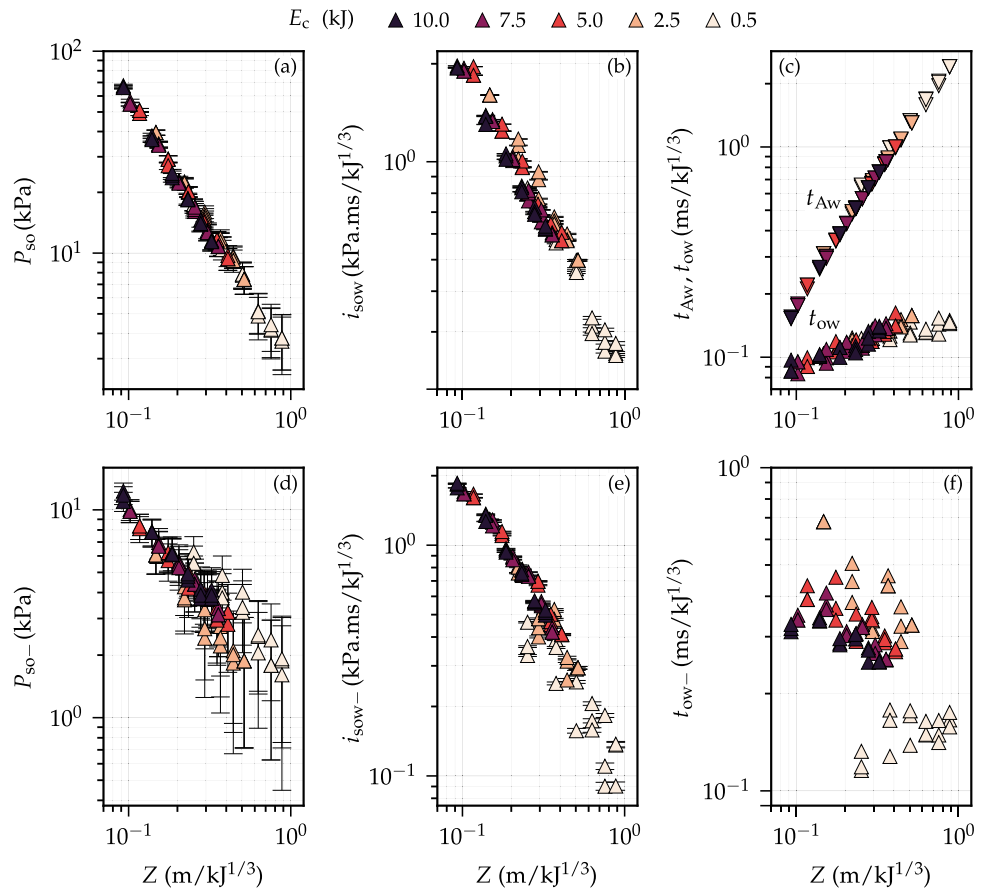 E_c (kJ) 10.0 7.5 5.0 2.5 0.5
(a)
P_so (kPa)
10^2
10^1
10^−1 10^0
(b)
i_sow (kPa.ms/kJ^1/3)
10^0
10^−1 10^0
(c)
t_Aw, t_ow (ms/kJ^1/3)
10^0
10^−1
t_Aw
t_ow
10^−1 10^0
(d)
P_so− (kPa)
10^1
10^0
10^−1 10^0
Z (m/kJ^1/3)
(e)
i_sow− (kPa.ms/kJ^1/3)
10^0
10^−1
10^−1 10^0
Z (m/kJ^1/3)
(f)
t_ow− (ms/kJ^1/3)
10^0
10^−1
10^−1 10^0
Z (m/kJ^1/3)